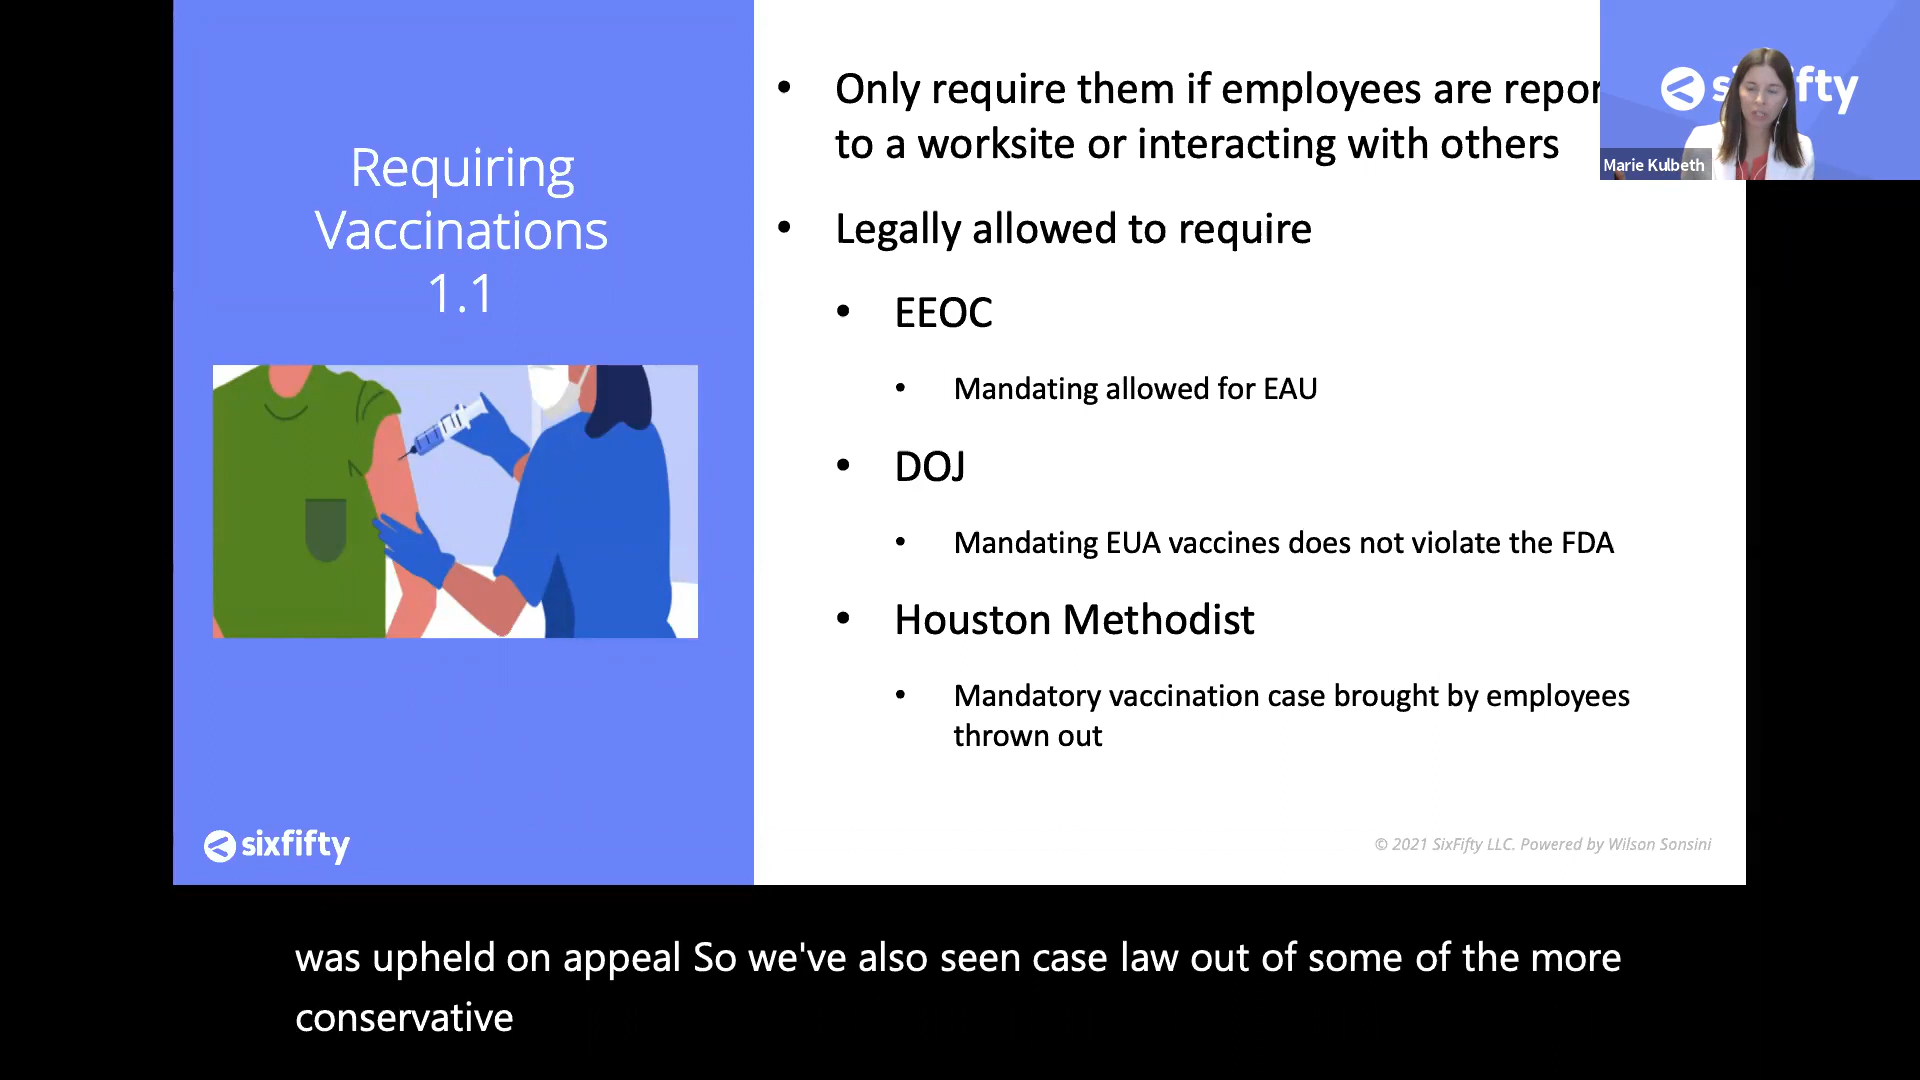 Requiring
Vaccinations
1.1
sixfifty
• Only require them if employees are repor
to a worksite or interacting with others
• Legally allowed to require
• EEOC
• Mandating allowed for EAU
• DOJ
• Mandating EUA vaccines does not violate the FDA
• Houston Methodist
• Mandatory vaccination case brought by employees
thrown out
© 2021 SixFifty LLC. Powered by Wilson Sonsini
s fty
Marie Kulbeth
was upheld on appeal So we've also seen case law out of some of the more
conservative